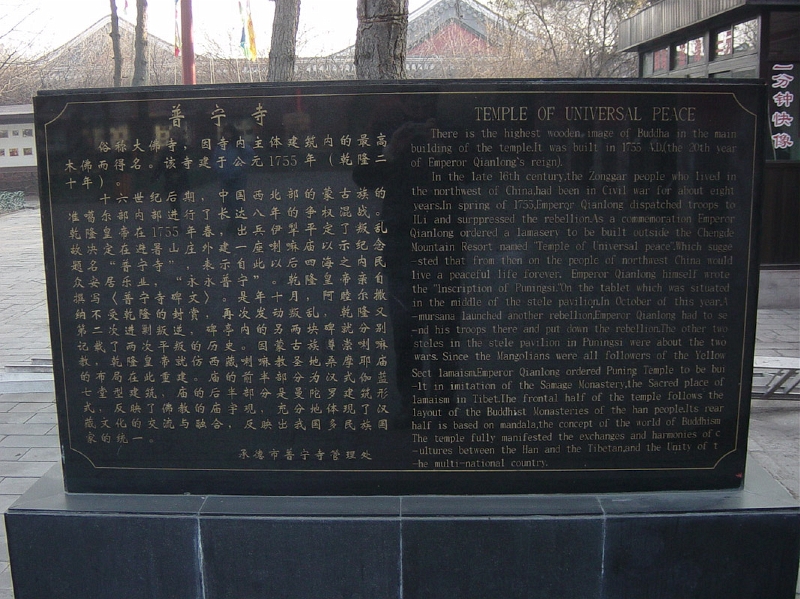 普宁寺
俗称大佛寺，因寺内主体建筑内的最高
木佛而得名。该寺建于公元1755年（乾隆二
十年）。
十六世纪后期，中国西北部的蒙古族的
准噶尔部内部进行了长达八年的争权混战。
乾隆皇帝在1755年春，出兵伊犁平定了叛乱
故决定在避暑山庄外建一座喇嘛庙以示纪念
题名“普宁寺”，表示自此以后四海之内民
众安居乐业，“永永普宁”。乾隆皇帝亲自
撰写《普宁寺碑文》。是年十月，阿睦尔撒
纳不受乾隆的封赏，再次发动叛乱，乾隆又
第二次进剿叛逆，碑亭内的另两块碑就分别
记载了两次平叛的历史。因蒙古族尊崇喇嘛
教，乾隆皇帝就仿西藏喇嘛教圣地桑摩耶庙
的布局在此重建。庙的前半部分为汉式伽蓝
七堂型建筑，庙的后半部分是曼陀罗建筑形
式，反映了佛教的庙宇观，充分地体现了汉
藏文化的交流与融合，反映出我国多民族国
家的统一。
承德市普宁寺管理处
TEMPLE OF UNIVERSAL PEACE
There is the highest wooden image of Buddha in the main
building of the temple.It was built in 1755 A.D.(the 20th year
of Emperor Qianlong's reign).
In the late 16th century,the Zonggar people who lived in
the northwest of China,had been in Civil war for about eight
years.In spring of 1755,Emperor Qianlong dispatched troops to
ILi and surppressed the rebellion.As a commemoration Emperor
Qianlong ordered a lamasery to be built outside the Chengde
Mountain Resort named "Temple of Universal peace".Which sugge
-sted that from then on the people of northwest China would
live a peaceful life forever. Emperor Qianlong himself wrote
the "Inscription of Puningsi."On the tablet which was situated
in the middle of the stele pavilion.In October of this year,A
-mursana launched another rebellion,Emperor Qianlong had to se
-nd his troops there and put down the rebellion.The other two
steles in the stele pavilion in Puningsi were about the two
wars. Since the Mangolians were all followers of the Yellow
Sect lamaism.Emperor Qianlong ordered Puning Temple to be bui
-lt in imitation of the Samage Monastery,the Sacred place of
lamaism in Tibet.The frontal half of the temple follows the
layout of the Buddhist Monasteries of the han people.Its rear
half is based on mandala,the concept of the world of Buddhism
The temple fully manifested the exchanges and harmonies of c
-ultures between the Han and the Tibetan,and the Unity of t
-he multi-national country.
一分钟快像